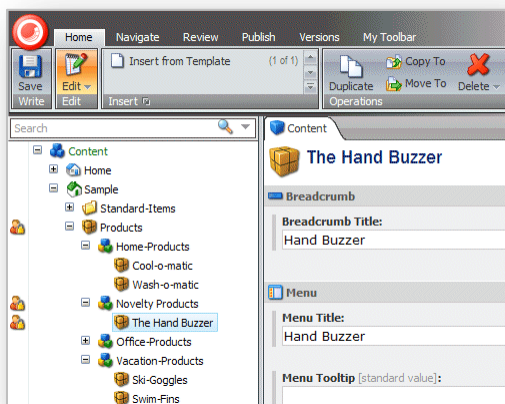 Home Navigate Review Publish Versions My Toolbar
Save Edit Insert from Template (1 of 1) Duplicate Copy To Move To Delete
Write Edit Insert Operations
Search
Content
Home
Sample
Standard-Items
Products
Home-Products
Cool-o-matic
Wash-o-matic
Novelty Products
The Hand Buzzer
Office-Products
Vacation-Products
Ski-Goggles
Swim-Fins
Content
The Hand Buzzer
Breadcrumb
Breadcrumb Title:
Hand Buzzer
Menu
Menu Title:
Hand Buzzer
Menu Tooltip [standard value]: